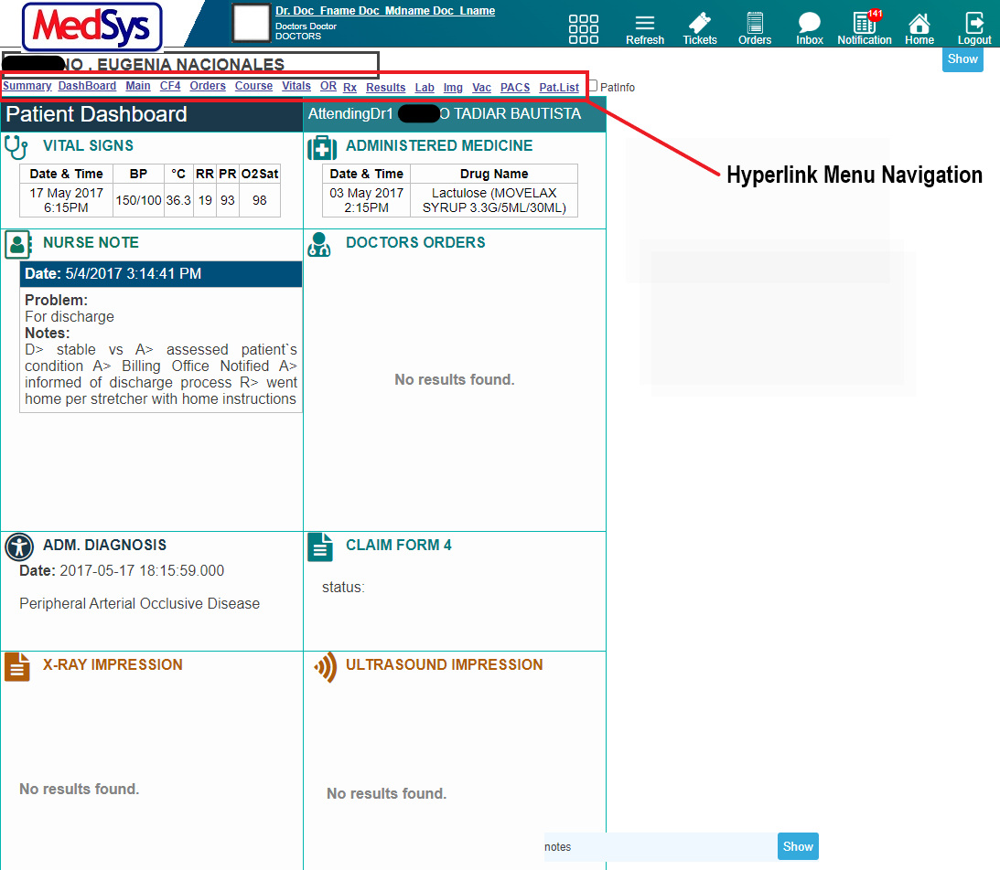 MedSys
Dr. Doc_Fname Doc_Mdname Doc_Lname
Doctors Doctor
DOCTORS
Refresh
Tickets
Orders
Inbox
141
Notification
Home
Logout
Show
NO , EUGENIA NACIONALES
Summary DashBoard Main CF4 Orders Course Vitals OR Rx Results Lab Img Vac PACS Pat.List PatInfo
Hyperlink Menu Navigation
Patient Dashboard
AttendingDr1 O TADIAR BAUTISTA
VITAL SIGNS
Date & Time BP °C RR PR O2Sat
17 May 2017
6:15PM
150/100 36.3 19 93 98
ADMINISTERED MEDICINE
Date & Time Drug Name
03 May 2017
2:15PM
Lactulose (MOVELAX
SYRUP 3.3G/5ML/30ML)
NURSE NOTE
Date: 5/4/2017 3:14:41 PM
Problem:
For discharge
Notes:
D> stable vs A> assessed patient`s
condition A> Billing Office Notified A>
informed of discharge process R> went
home per stretcher with home instructions
DOCTORS ORDERS
No results found.
ADM. DIAGNOSIS
Date: 2017-05-17 18:15:59.000
Peripheral Arterial Occlusive Disease
CLAIM FORM 4
status:
X-RAY IMPRESSION
No results found.
ULTRASOUND IMPRESSION
No results found.
notes
Show